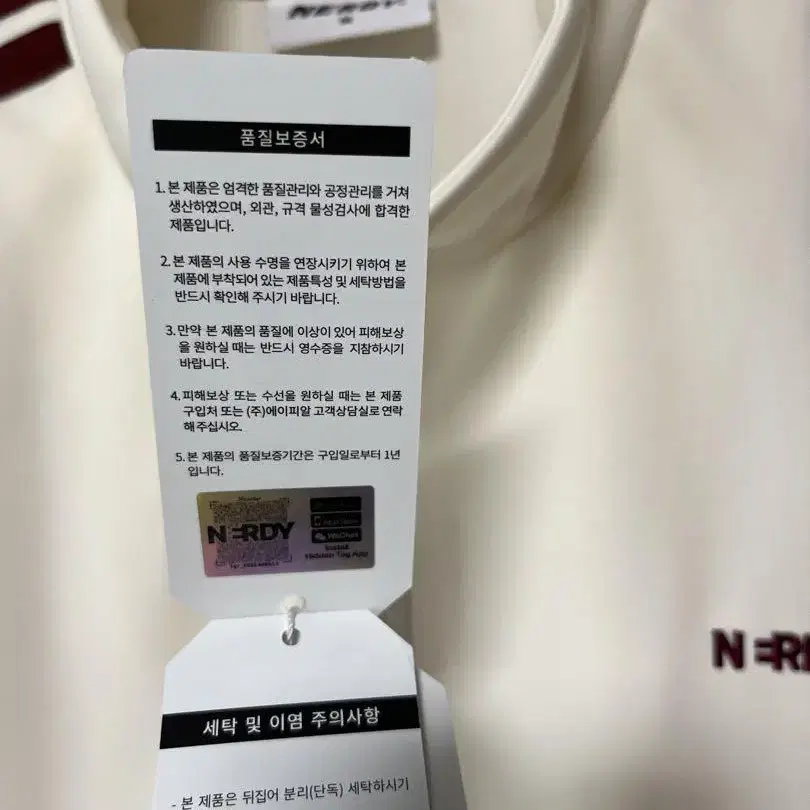 NERDY
품질보증서
1. 본 제품은 엄격한 품질관리와 공정관리를 거쳐
생산하였으며, 외관, 규격 물성검사에 합격한
제품입니다.
2. 본 제품의 사용 수명을 연장시키기 위하여 본
제품에 부착되어 있는 제품특성 및 세탁방법을
반드시 확인해 주시기 바랍니다.
3. 만약 본 제품의 품질에 이상이 있어 피해보상
을 원하실 때는 반드시 영수증을 지참하시기
바랍니다.
4. 피해보상 또는 수선을 원하실 때는 본 제품
구입처 또는 (주)에이피알 고객상담실로 연락
해주십시오.
5. 본 제품의 품질보증기간은 구입일로부터 1년
입니다.
NERDY
WeChat
Hidden Tag App
NERD
세탁 및 이염 주의사항
- 본 제품은 뒤집어 분리(단독) 세탁하시기